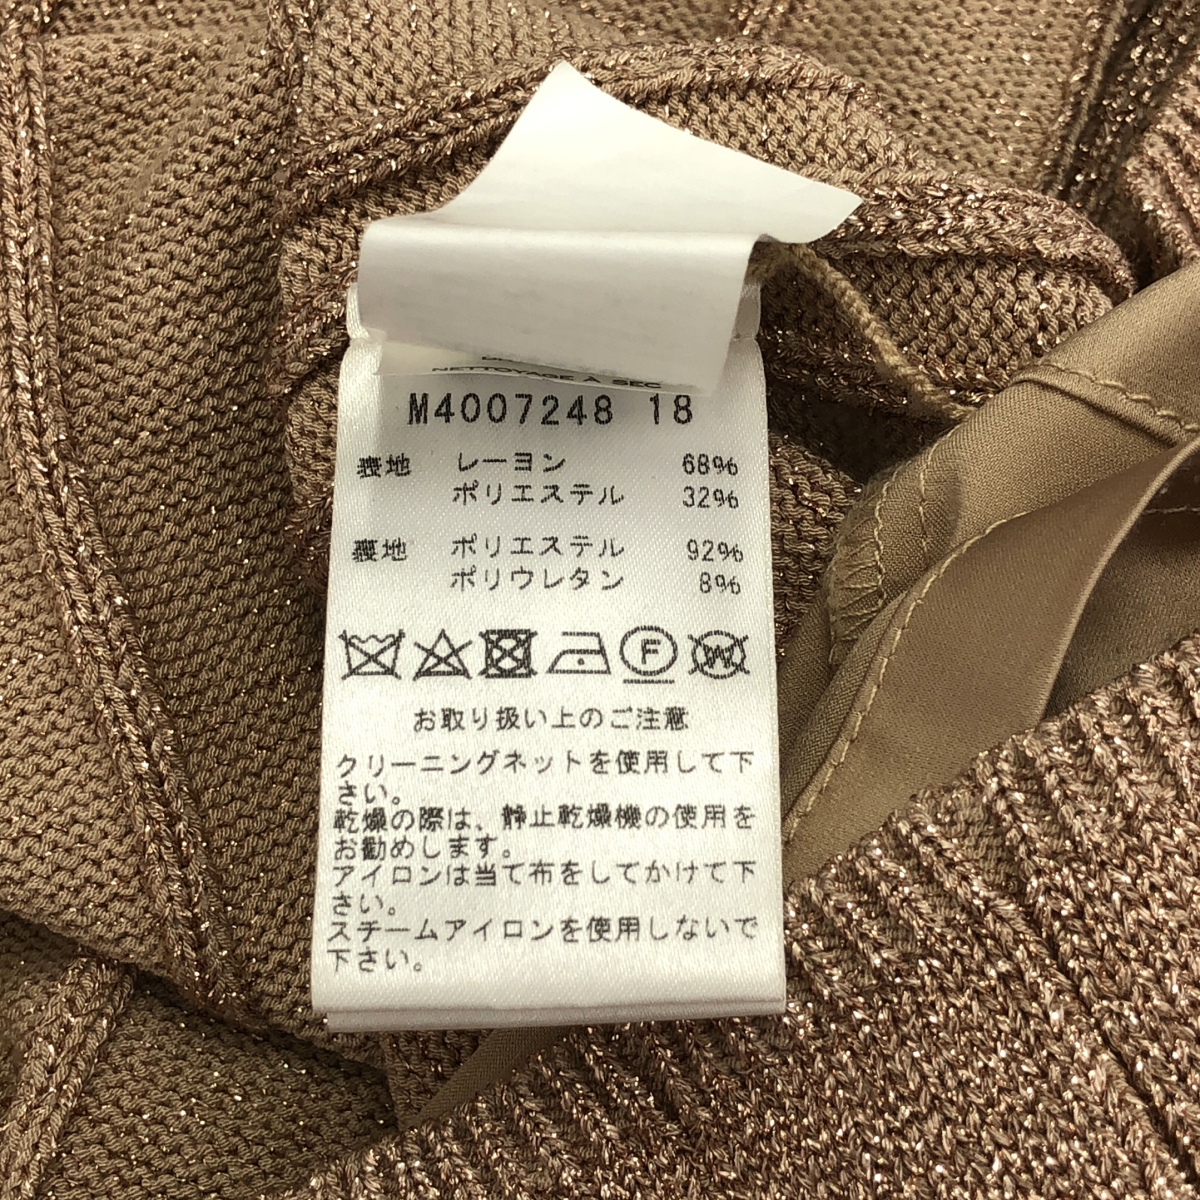 NETTOYAGE A SEC
M4007248 18
表地 レーヨン 68%
ポリエステル 32%
裏地 ポリエステル 92%
ポリウレタン 8%
F W
お取り扱い上のご注意
クリーニングネットを使用して下
さい。
乾燥の際は、静止乾燥機の使用を
お勧めします。
アイロンは当て布をしてかけて下
さい。
スチームアイロンを使用しないで
下さい。